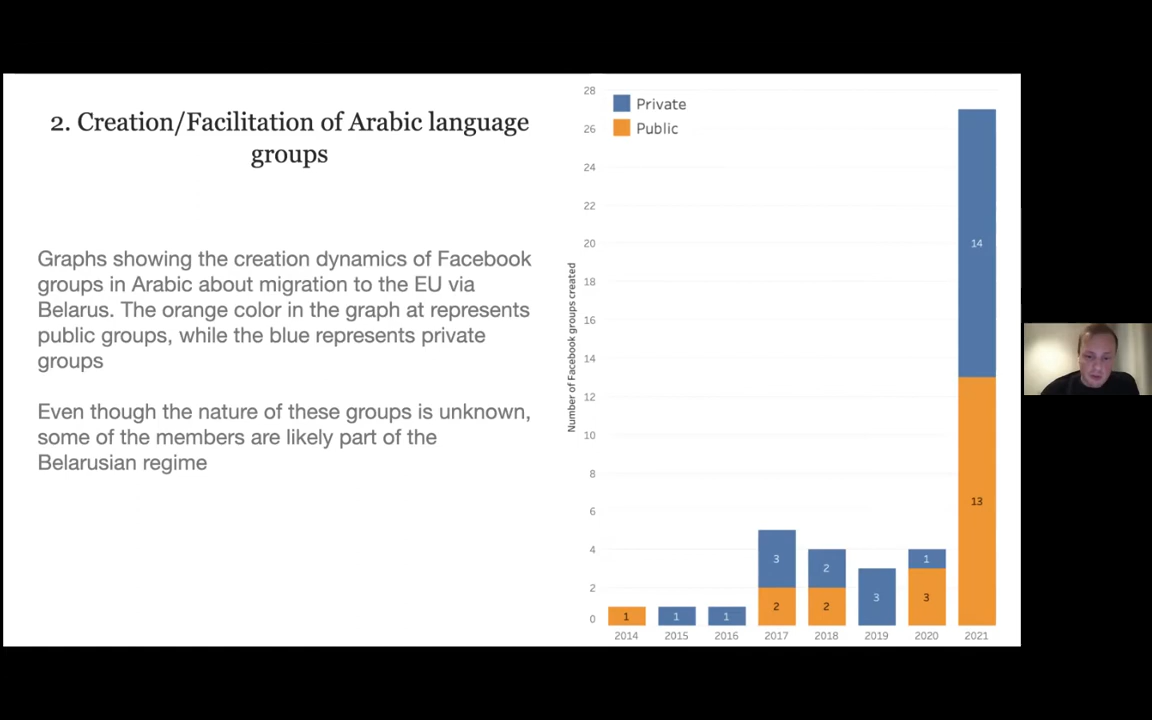 2. Creation/Facilitation of Arabic language
groups
Graphs showing the creation dynamics of Facebook
groups in Arabic about migration to the EU via
Belarus. The orange color in the graph at represents
public groups, while the blue represents private
groups
Even though the nature of these groups is unknown,
some of the members are likely part of the
Belarusian regime
Private
Public
Number of Facebook groups created
28
26
24
22
20
18
16
14
12
10
8
6
4
2
0
1
1
1
3
2
2
2
3
1
3
14
13
2014 2015 2016 2017 2018 2019 2020 2021